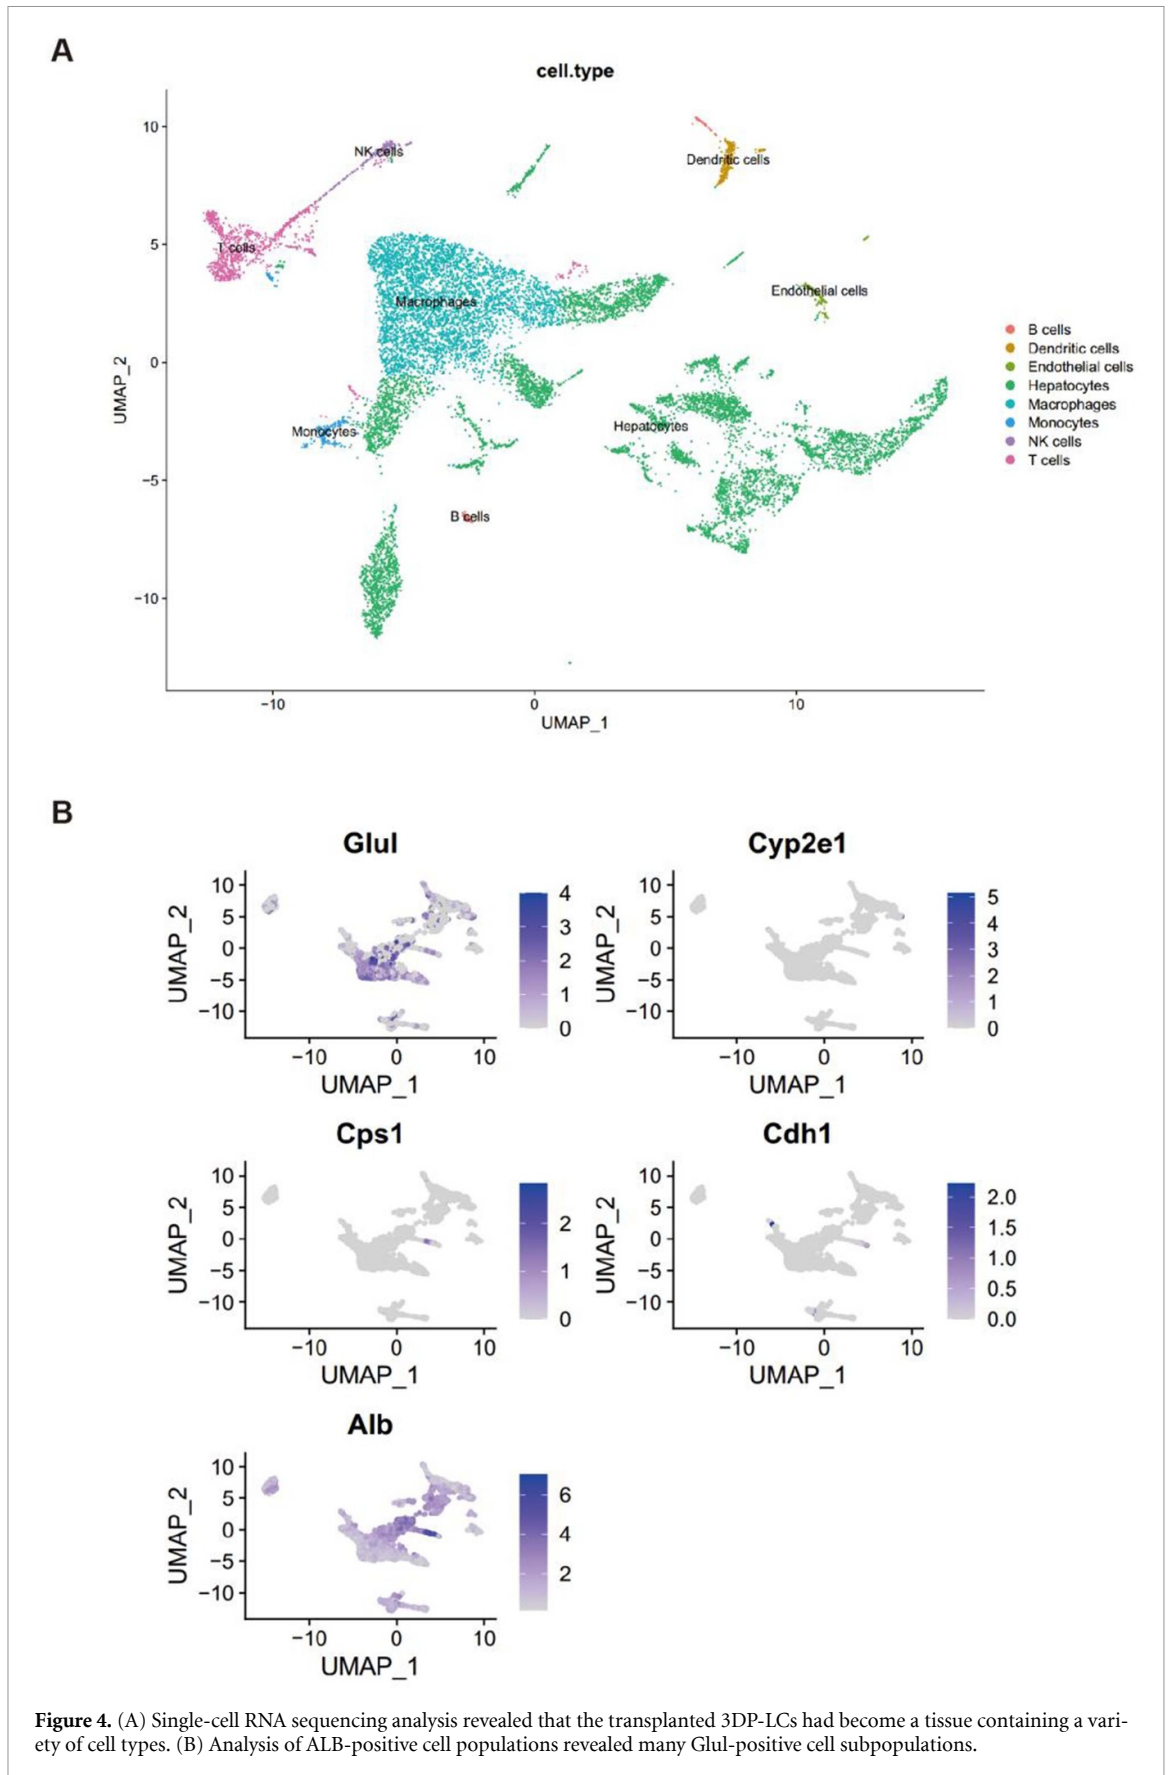 A
cell.type
10
5
0
−5
−10
UMAP_2
NK cells
Dendritic cells
T cells
Endothelial cells
Macrophages
Hepatocytes
Monocytes
B cells
B cells
Dendritic cells
Endothelial cells
Hepatocytes
Macrophages
Monocytes
NK cells
T cells
−10 0 10
UMAP_1
B
Glul
10
5
0
−5
−10
UMAP_2
−10 0 10
UMAP_1
4
3
2
1
0
Cyp2e1
10
5
0
−5
−10
UMAP_2
−10 0 10
UMAP_1
5
4
3
2
1
0
Cps1
10
5
0
−5
−10
UMAP_2
−10 0 10
UMAP_1
2
1
0
Cdh1
10
5
0
−5
−10
UMAP_2
−10 0 10
UMAP_1
2.0
1.5
1.0
0.5
0.0
Alb
10
5
0
−5
−10
UMAP_2
−10 0 10
UMAP_1
6
4
2
Figure 4. (A) Single-cell RNA sequencing analysis revealed that the transplanted 3DP-LCs had become a tissue containing a vari-
ety of cell types. (B) Analysis of ALB-positive cell populations revealed many Glul-positive cell subpopulations.